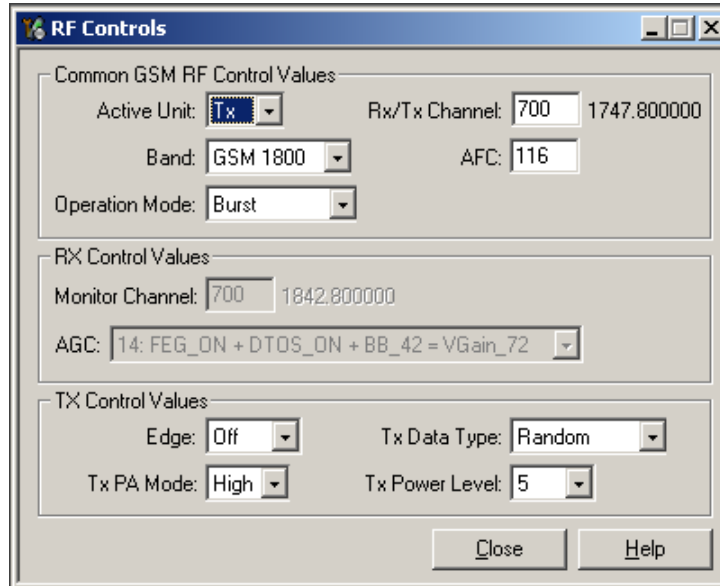 RF Controls
Common GSM RF Control Values
Active Unit: Tx Rx/Tx Channel: 700 1747.800000
Band: GSM 1800 AFC: 116
Operation Mode: Burst
RX Control Values
Monitor Channel: 700 1842.800000
AGC: 14: FEG_ON + DTOS_ON + BB_42 = VGain_72
TX Control Values
Edge: Off Tx Data Type: Random
Tx PA Mode: High Tx Power Level: 5
Close Help